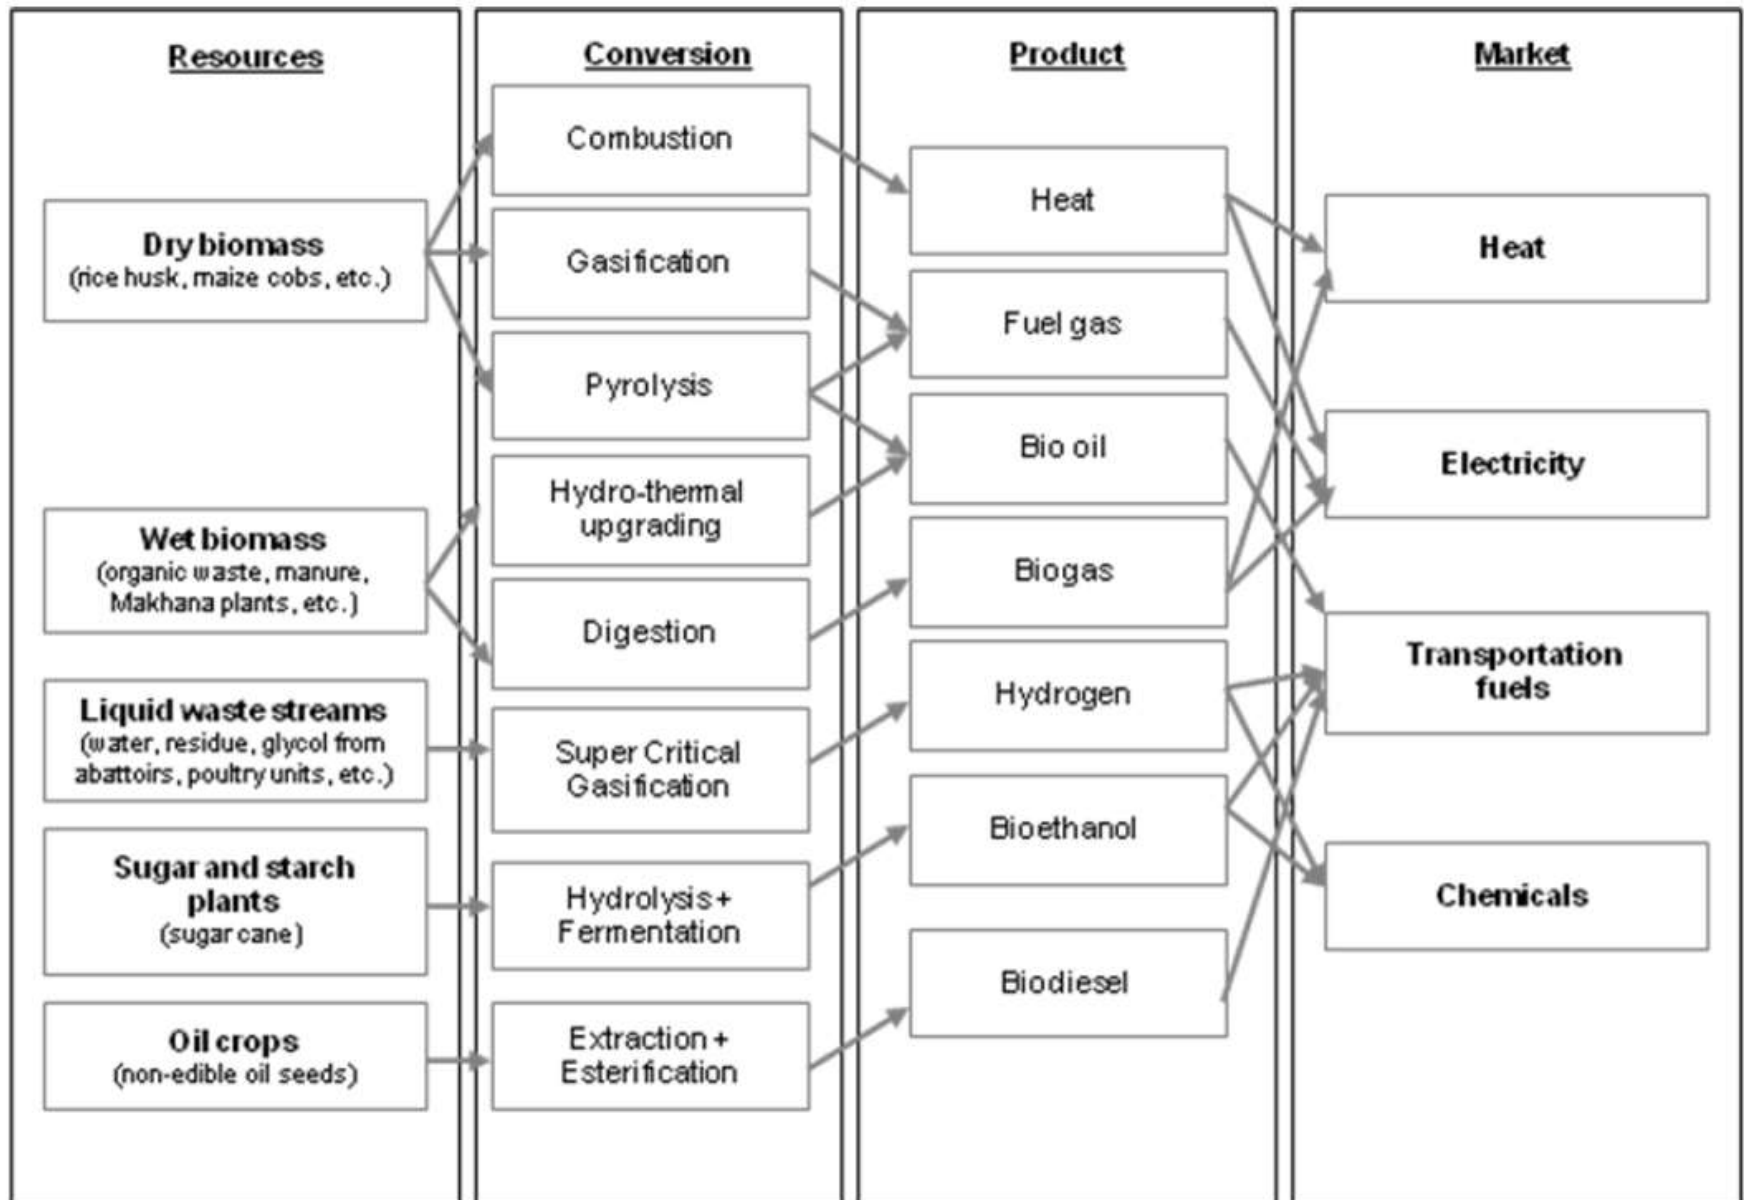 Resources
Dry biomass
(rice husk, maize cobs, etc.)
Wet biomass
(organic waste, manure,
Makhana plants, etc.)
Liquid waste streams
(water, residue, glycol from
abattoirs, poultry units, etc.)
Sugar and starch
plants
(sugar cane)
Oil crops
(non-edible oil seeds)
Conversion
Combustion
Gasification
Pyrolysis
Hydro-thermal
upgrading
Digestion
Super Critical
Gasification
Hydrolysis +
Fermentation
Extraction +
Esterification
Product
Heat
Fuel gas
Bio oil
Biogas
Hydrogen
Bioethanol
Biodiesel
Market
Heat
Electricity
Transportation
fuels
Chemicals